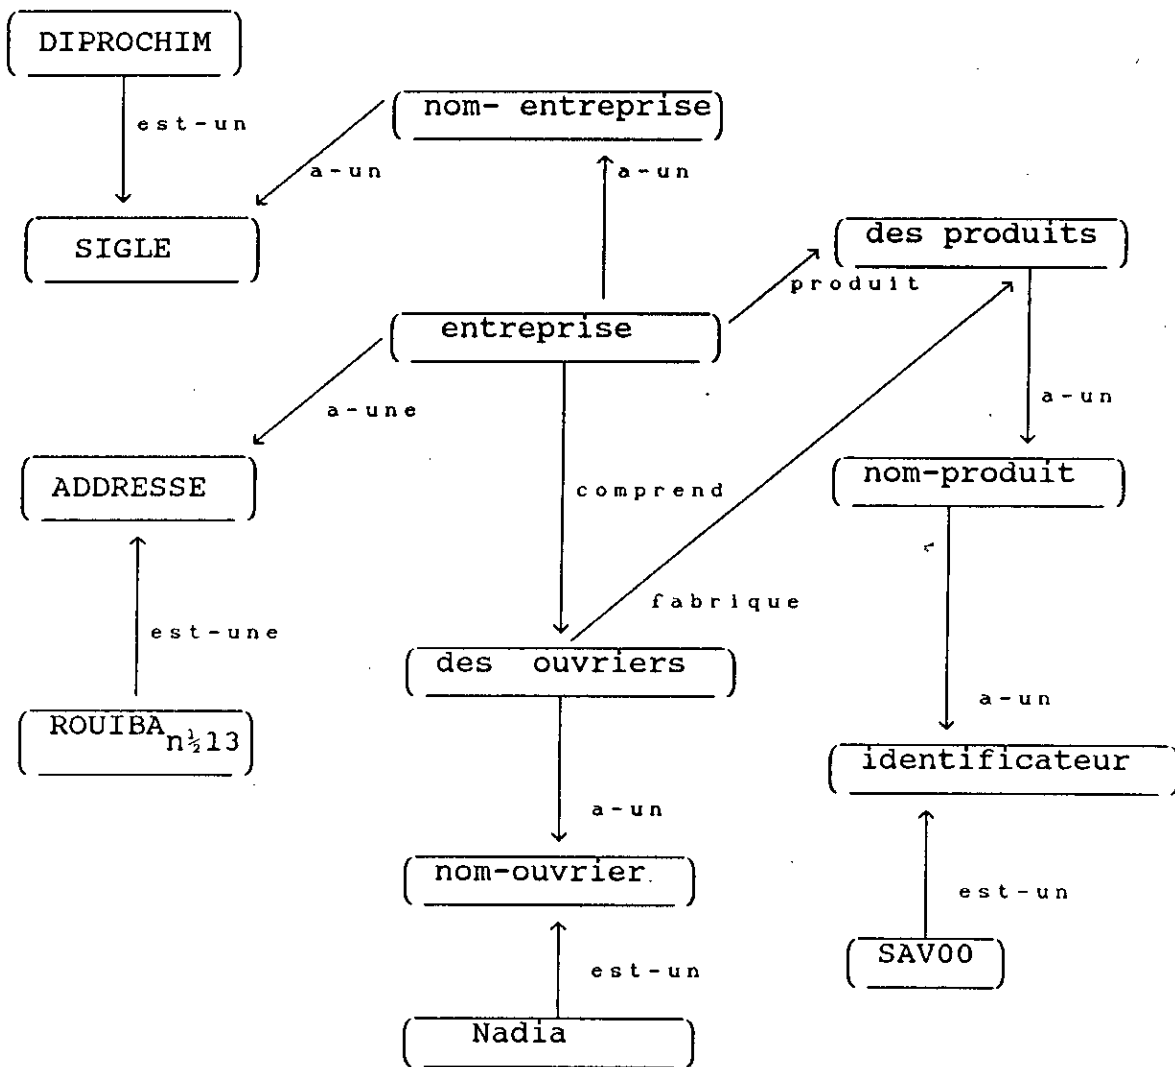 DIPROCHIM
nom- entreprise
est-un
a-un
a-un
SIGLE
des produits
produit
entreprise
a-une
a-un
ADDRESSE
nom-produit
comprend
fabrique
est-une
des ouvriers
a-un
ROUIBA n½13
identificateur
a-un
nom-ouvrier
est-un
SAV00
est-un
Nadia